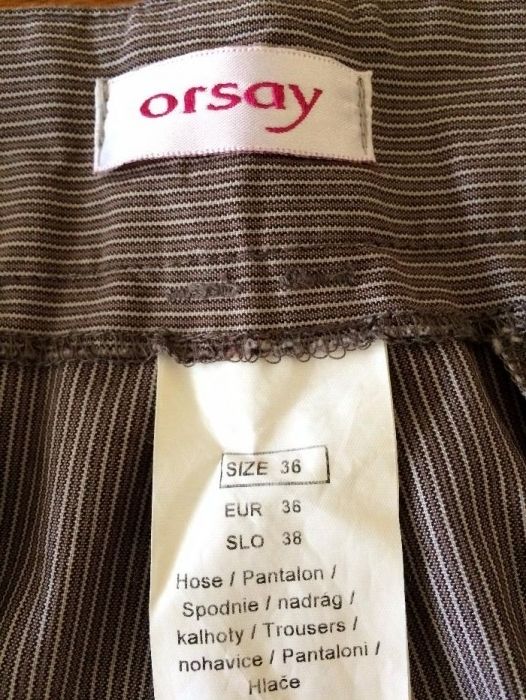 orsay
SIZE 36
EUR 36
SLO 38
Hose / Pantalon /
Spodnie / nadrág /
kalhoty / Trousers /
nohavice / Pantaloni /
Hlače